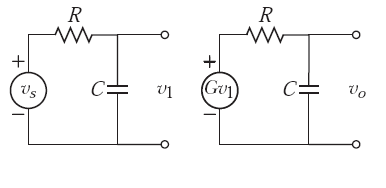 R R
+ +
v_s C v_1 Gv_1 C v_o
− −